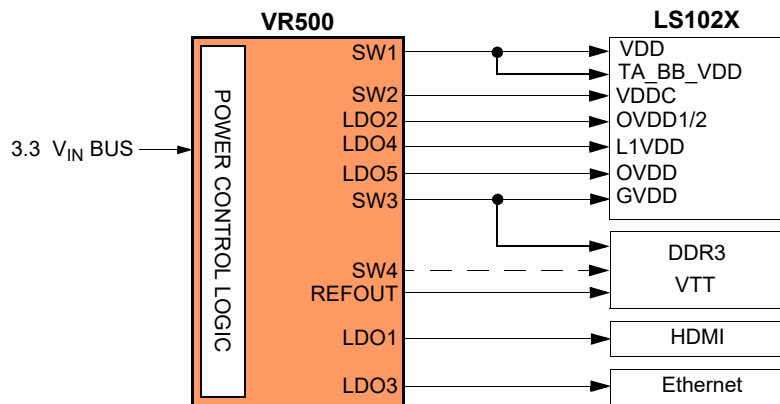 VR500
LS102X
3.3 VIN BUS
POWER CONTROL LOGIC
SW1
SW2
LDO2
LDO4
LDO5
SW3
SW4
REFOUT
LDO1
LDO3
VDD
TA_BB_VDD
VDDC
OVDD1/2
L1VDD
OVDD
GVDD
DDR3
VTT
HDMI
Ethernet